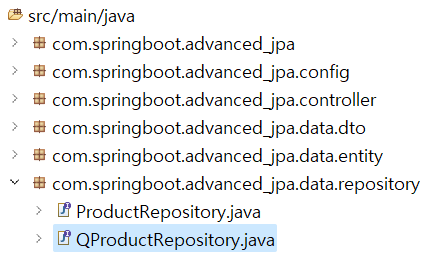 src/main/java
com.springboot.advanced_jpa
com.springboot.advanced_jpa.config
com.springboot.advanced_jpa.controller
com.springboot.advanced_jpa.data.dto
com.springboot.advanced_jpa.data.entity
com.springboot.advanced_jpa.data.repository
ProductRepository.java
QProductRepository.java